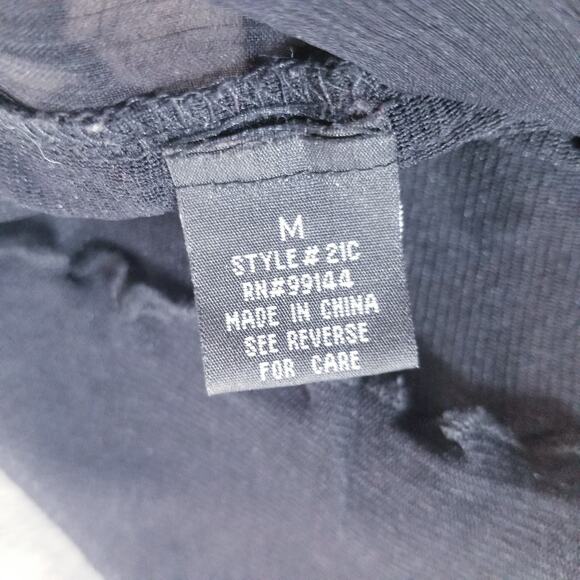 M
STYLE# 21C
RN#99144
MADE IN CHINA
SEE REVERSE
FOR CARE